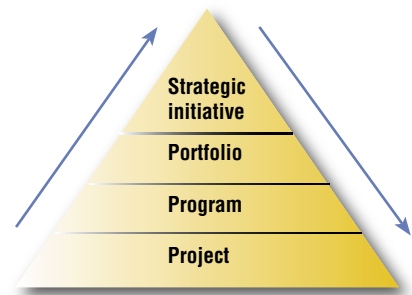 Strategic
initiative
Portfolio
Program
Project